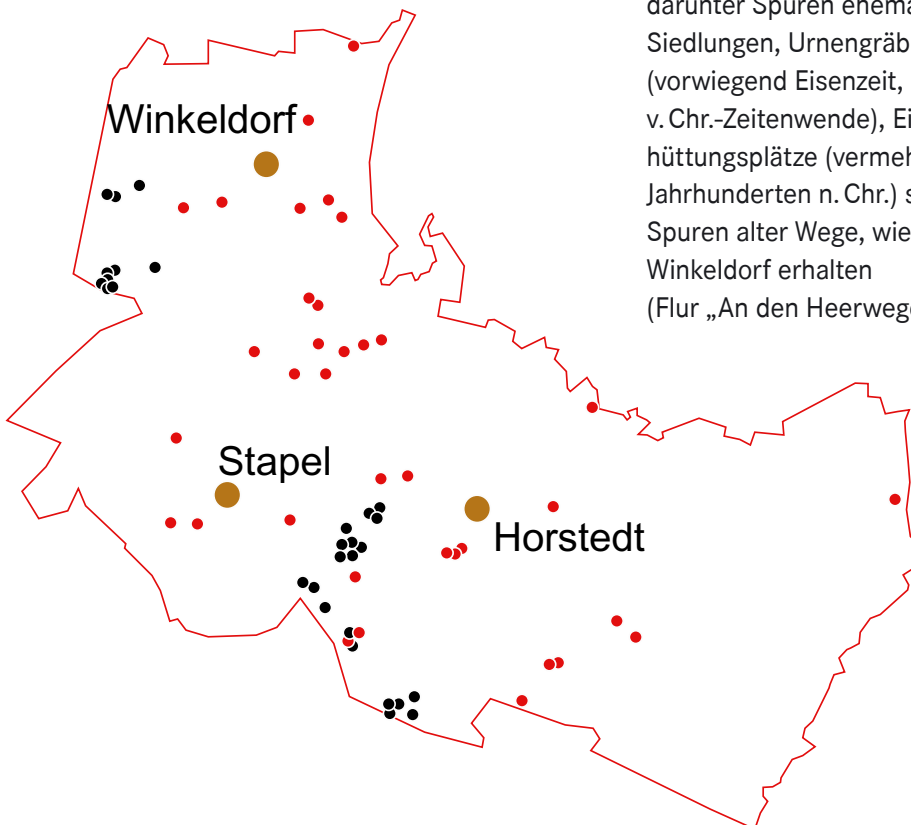 darunter Spuren ehema
Siedlungen, Urnengräb
(vorwiegend Eisenzeit,
v. Chr.-Zeitenwende), Ei
hüttungsplätze (vermeh
Jahrhunderten n. Chr.) s
Spuren alter Wege, wie
Winkeldorf erhalten
(Flur „An den Heerweg
Winkeldorf
Stapel
Horstedt